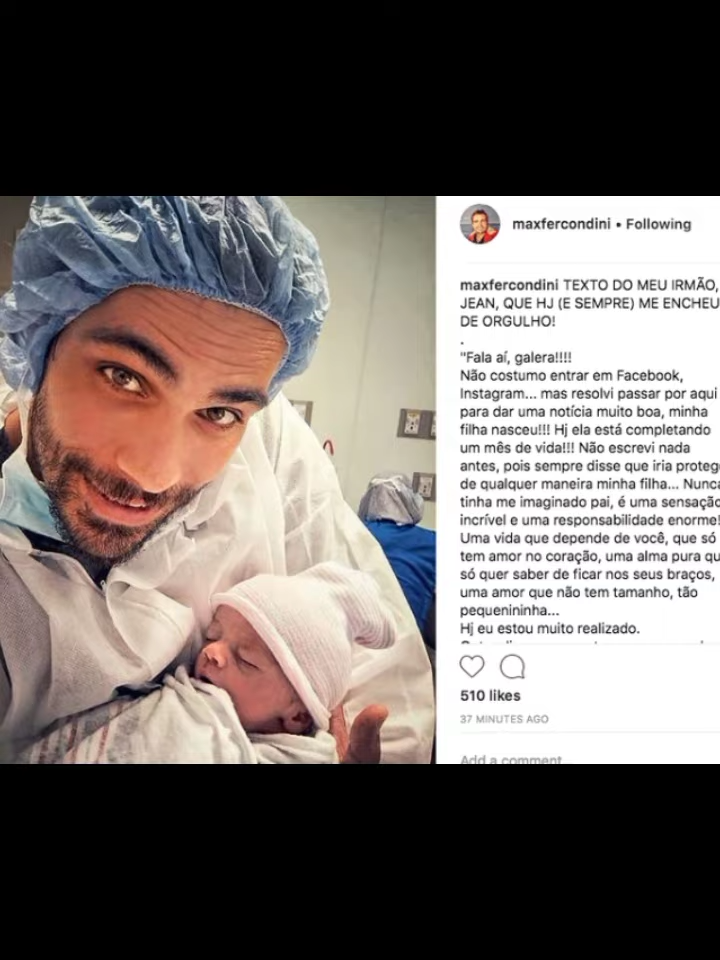 maxfercondini • Following
maxfercondini TEXTO DO MEU IRMÃO,
JEAN, QUE HJ (E SEMPRE) ME ENCHEU
DE ORGULHO!
.
"Fala aí, galera!!!!
Não costumo entrar em Facebook,
Instagram... mas resolvi passar por aqui
para dar uma notícia muito boa, minha
filha nasceu!!! Hj ela está completando
um mês de vida!!! Não escrevi nada
antes, pois sempre disse que iria protege
de qualquer maneira minha filha... Nunca
tinha me imaginado pai, é uma sensação
incrível e uma responsabilidade enorme!
Uma vida que depende de você, que só
tem amor no coração, uma alma pura qu
só quer saber de ficar nos seus braços,
uma amor que não tem tamanho, tão
pequenininha...
Hj eu estou muito realizado.
510 likes
37 MINUTES AGO
Add a comment